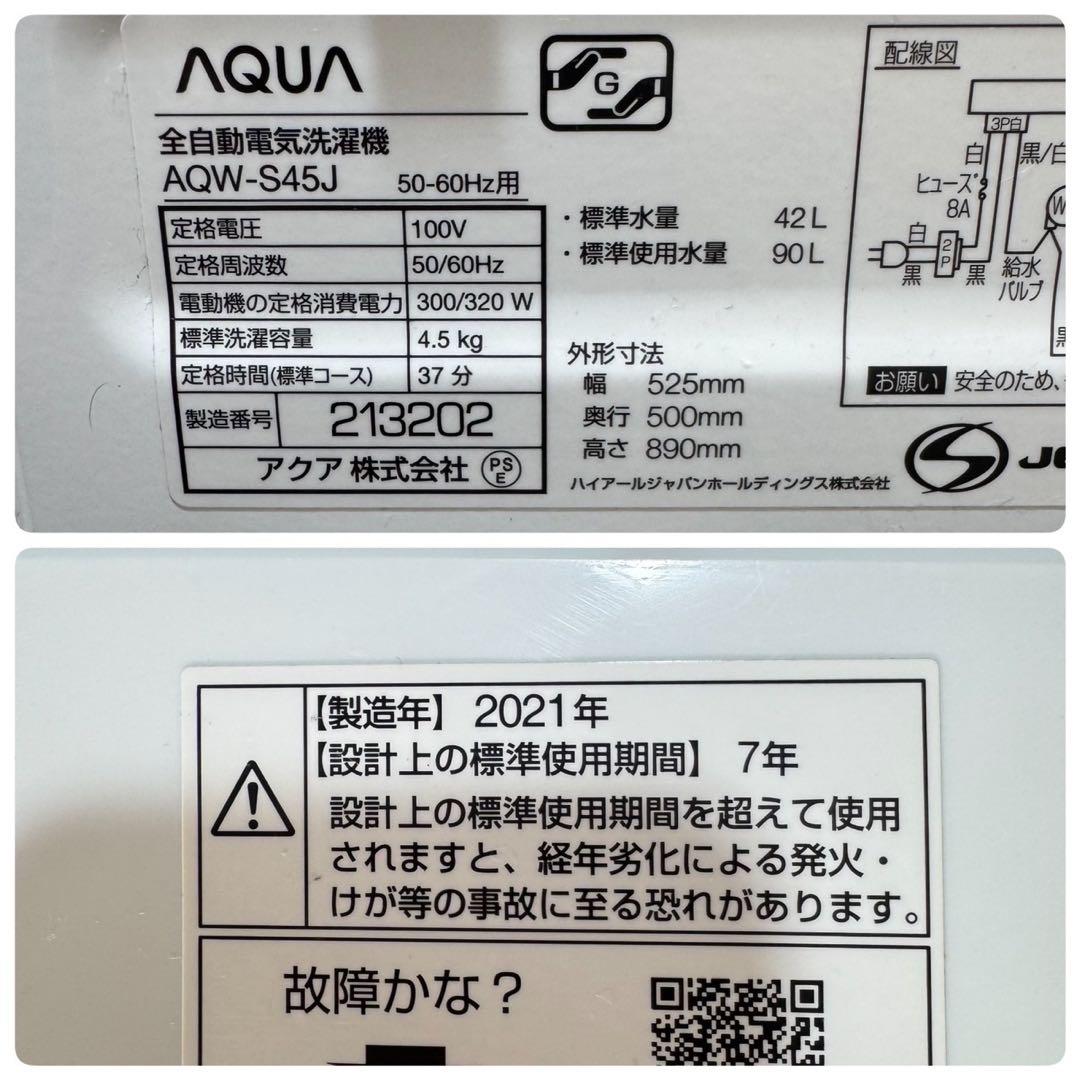 AQUA
G
全自動電気洗濯機
AQW-S45J 50-60Hz用
定格電圧 100V
定格周波数 50/60Hz
電動機の定格消費電力 300/320 W
標準洗濯容量 4.5 kg
定格時間(標準コース) 37 分
製造番号 213202
アクア 株式会社 PSE
・標準水量 42 L
・標準使用水量 90 L
外形寸法
幅 525mm
奥行 500mm
高さ 890mm
ハイアールジャパンホールディングス株式会社
配線図
3P白
白 黒/白
ヒューズ
8A
白
2P
黒 黒
給水
バルブ
お願い 安全のため、
【製造年】 2021年
【設計上の標準使用期間】 7年
設計上の標準使用期間を超えて使用
されますと、経年劣化による発火・
けが等の事故に至る恐れがあります。
故障かな？